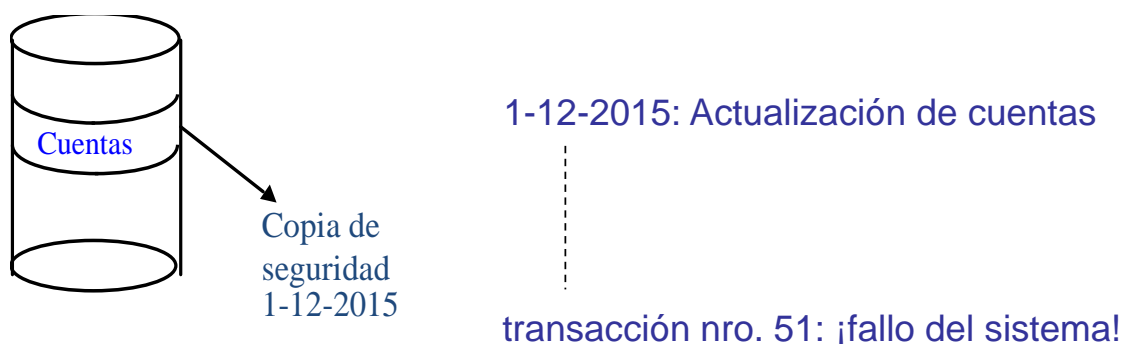 Cuentas
Copia de
seguridad
1-12-2015
1-12-2015: Actualización de cuentas
transacción nro. 51: ¡fallo del sistema!